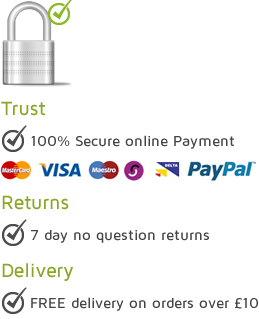 Trust
100% Secure online Payment
MasterCard VISA Maestro S DELTA PayPal
Returns
7 day no question returns
Delivery
FREE delivery on orders over £10